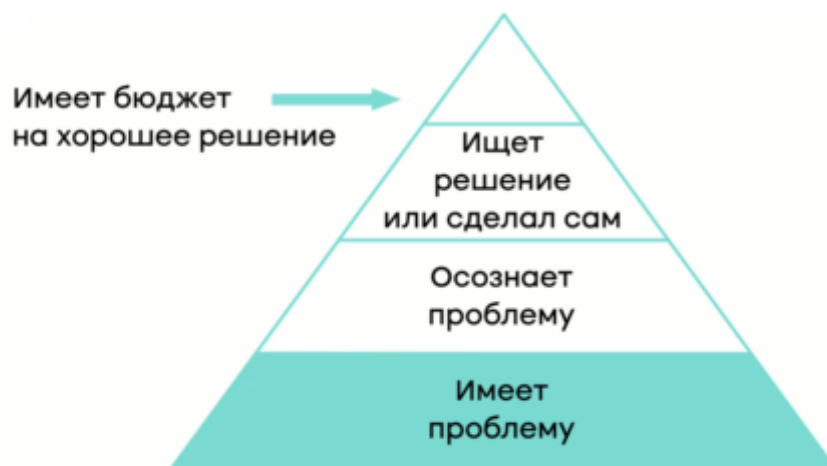 Имеет бюджет
на хорошее решение
Ищет
решение
или сделал сам
Осознает
проблему
Имеет
проблему